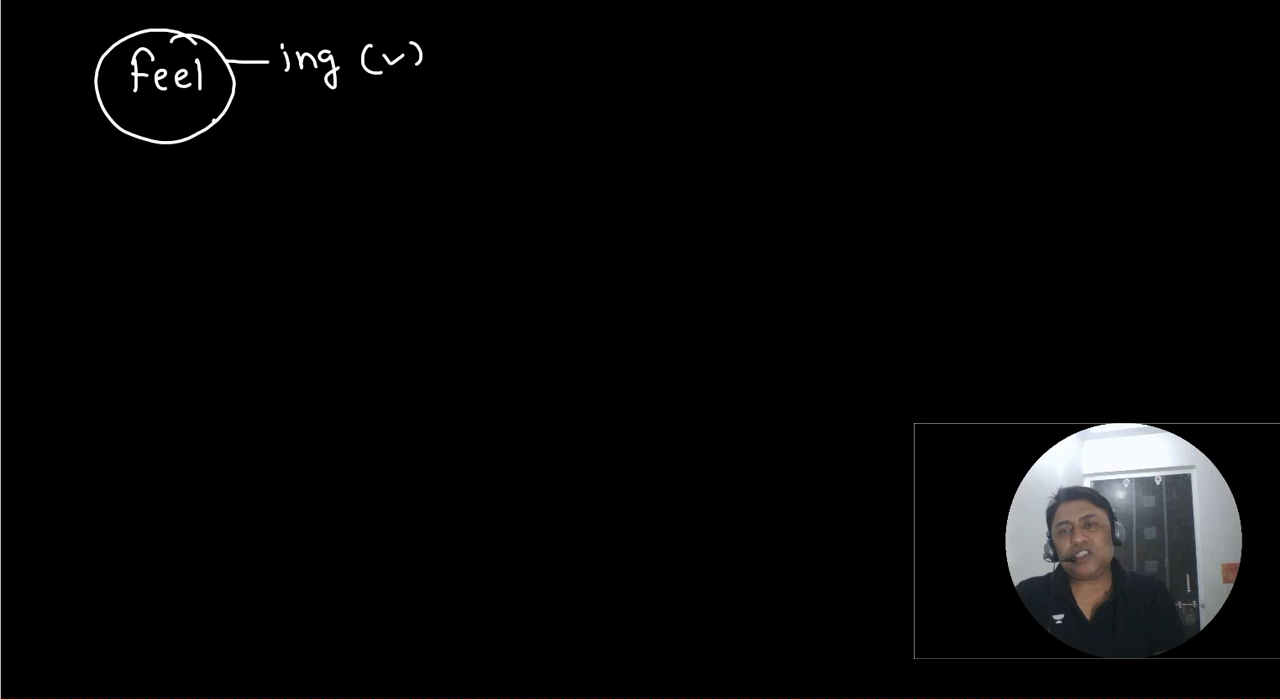 feel — ing (v)